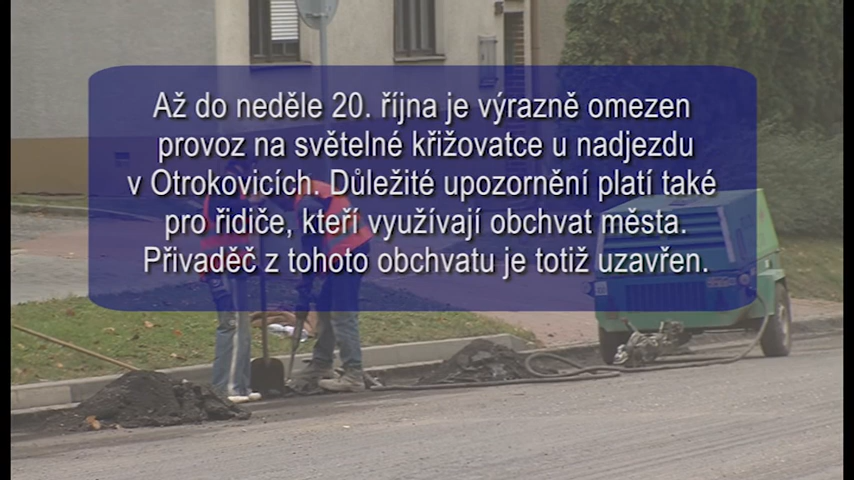 Až do neděle 20. října je výrazně omezen
provoz na světelné křižovatce u nadjezdu
v Otrokovicích. Důležité upozornění platí také
pro řidiče, kteří využívají obchvat města.
Přivaděč z tohoto obchvatu je totiž uzavřen.